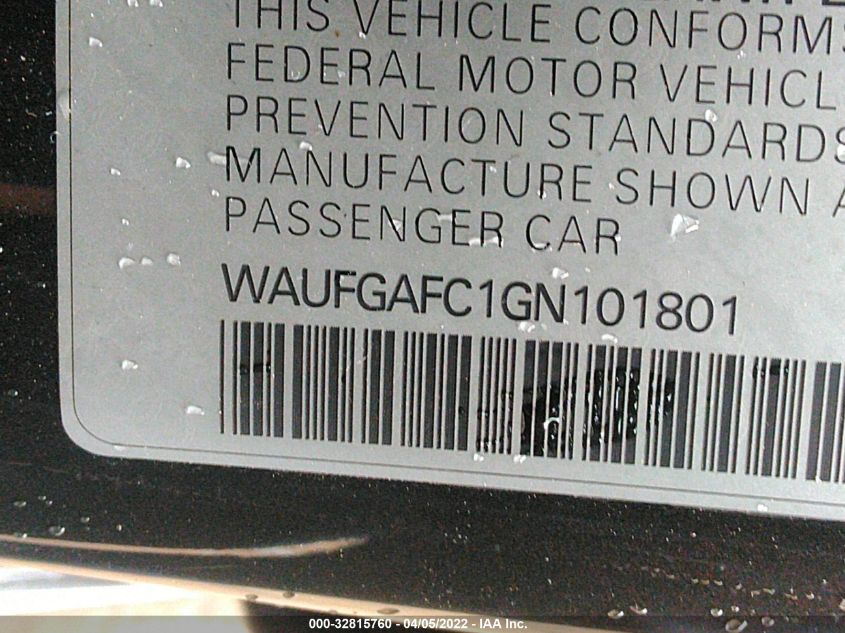 THIS VEHICLE CONFORMS
FEDERAL MOTOR VEHICL
PREVENTION STANDARDS
MANUFACTURE SHOWN A
PASSENGER CAR
WAUFGAFC1GN101801
000-32815760 - 04/05/2022 - IAA Inc.